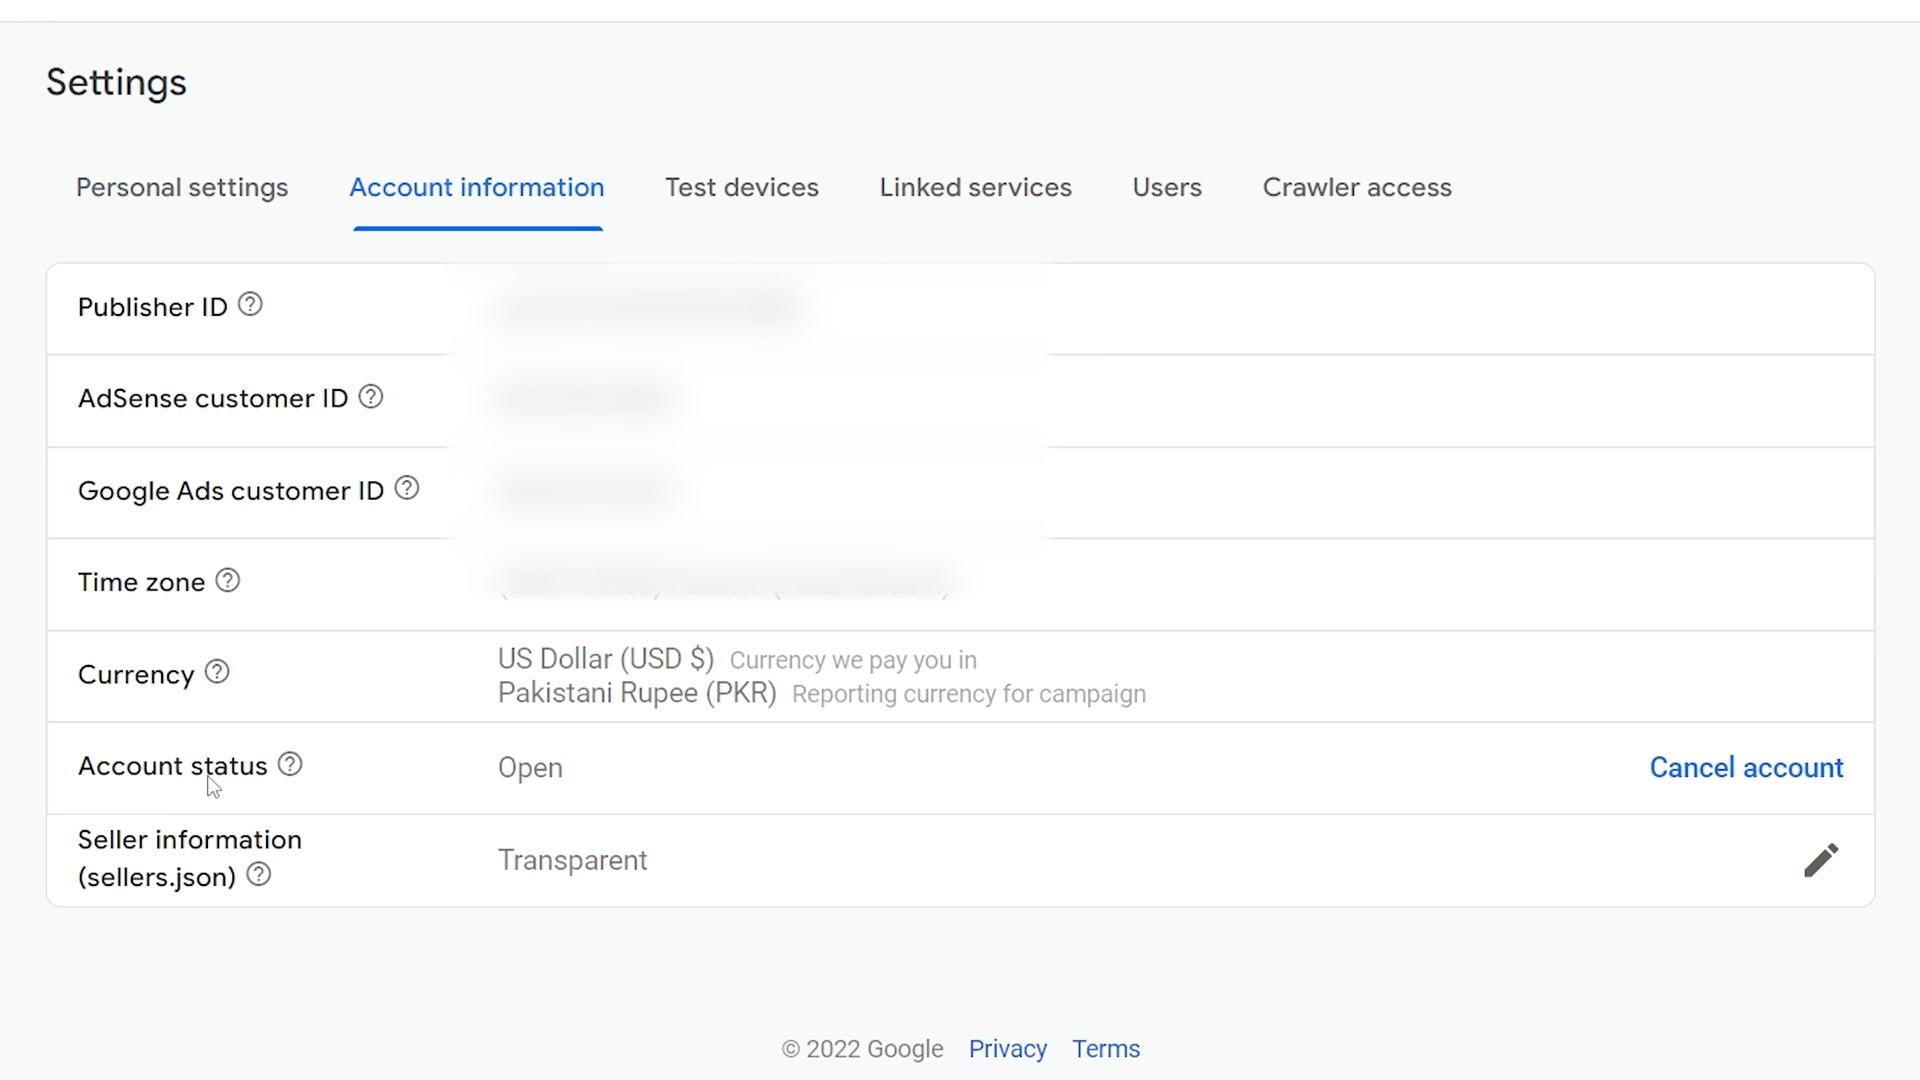 Settings
Personal settings Account information Test devices Linked services Users Crawler access
Publisher ID
AdSense customer ID
Google Ads customer ID
Time zone
Currency
US Dollar (USD $) Currency we pay you in
Pakistani Rupee (PKR) Reporting currency for campaign
Account status Open Cancel account
Seller information
(sellers.json)
Transparent
© 2022 Google Privacy Terms